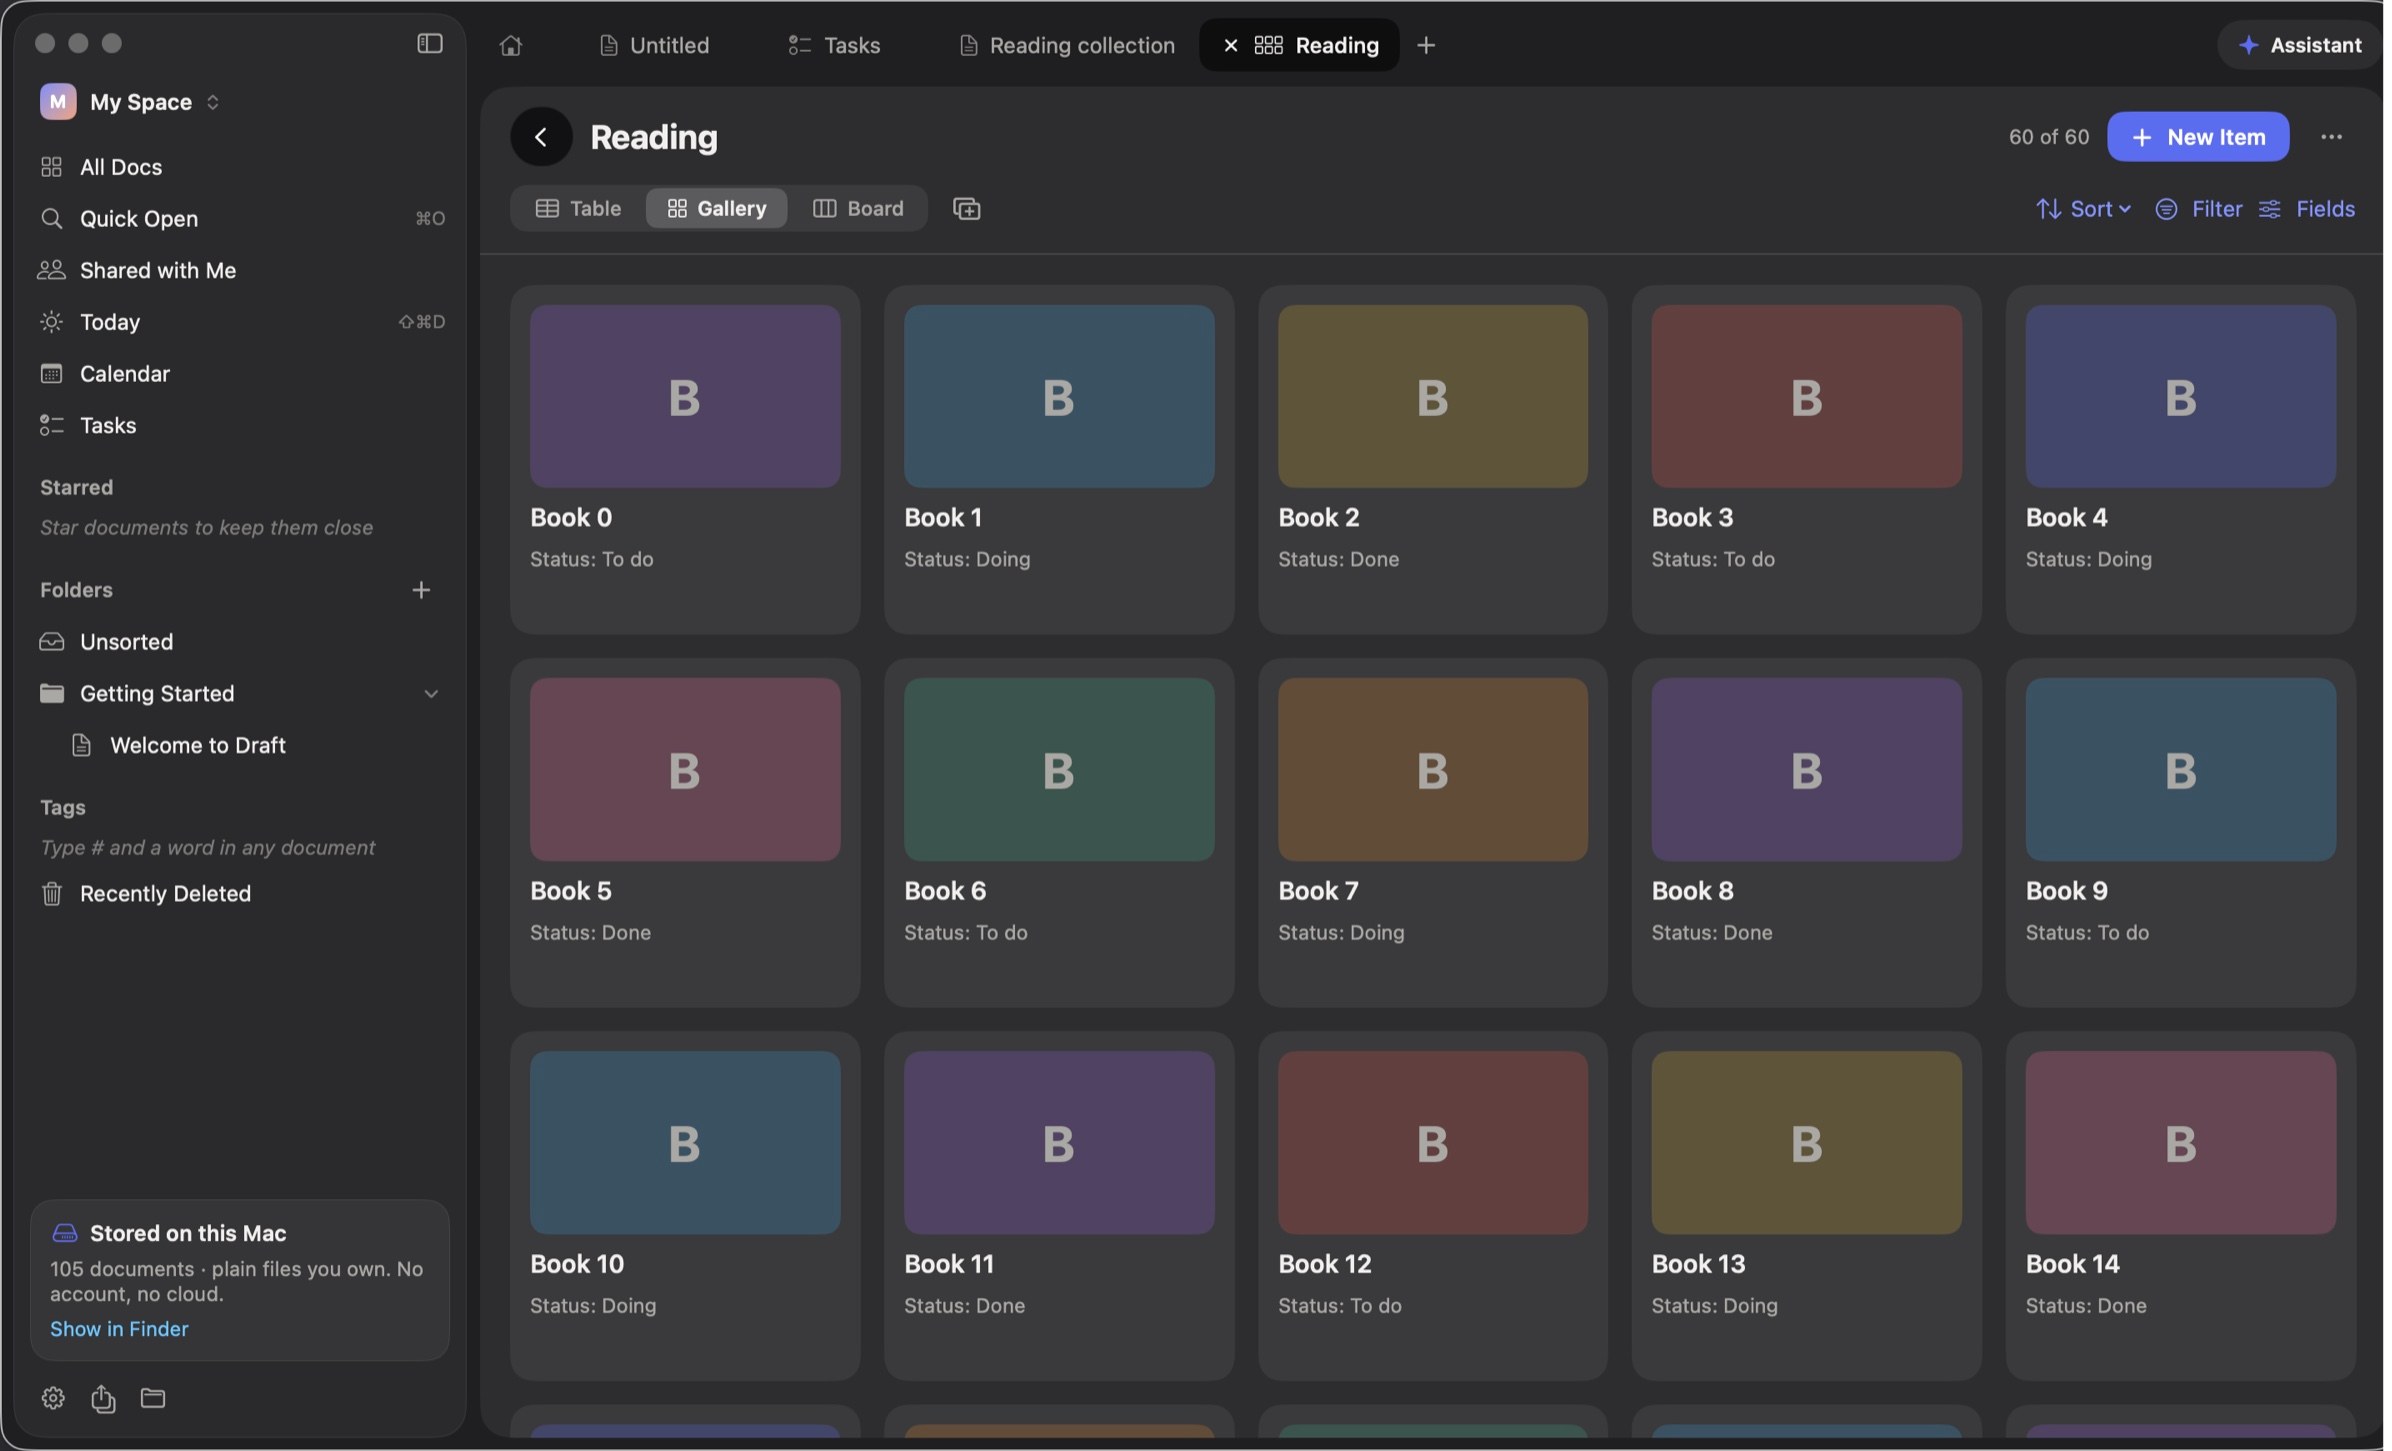 Untitled
Tasks
Reading collection
Reading
Assistant
M
My Space
All Docs
Quick Open ⌘O
Shared with Me
Today ⇧⌘D
Calendar
Tasks
Starred
Star documents to keep them close
Folders
Unsorted
Getting Started
Welcome to Draft
Tags
Type # and a word in any document
Recently Deleted
Stored on this Mac
105 documents · plain files you own. No
account, no cloud.
Show in Finder
Reading
60 of 60
+ New Item
Table
Gallery
Board
Sort
Filter
Fields
B
Book 0
Status: To do
B
Book 1
Status: Doing
B
Book 2
Status: Done
B
Book 3
Status: To do
B
Book 4
Status: Doing
B
Book 5
Status: Done
B
Book 6
Status: To do
B
Book 7
Status: Doing
B
Book 8
Status: Done
B
Book 9
Status: To do
B
Book 10
Status: Doing
B
Book 11
Status: Done
B
Book 12
Status: To do
B
Book 13
Status: Doing
B
Book 14
Status: Done